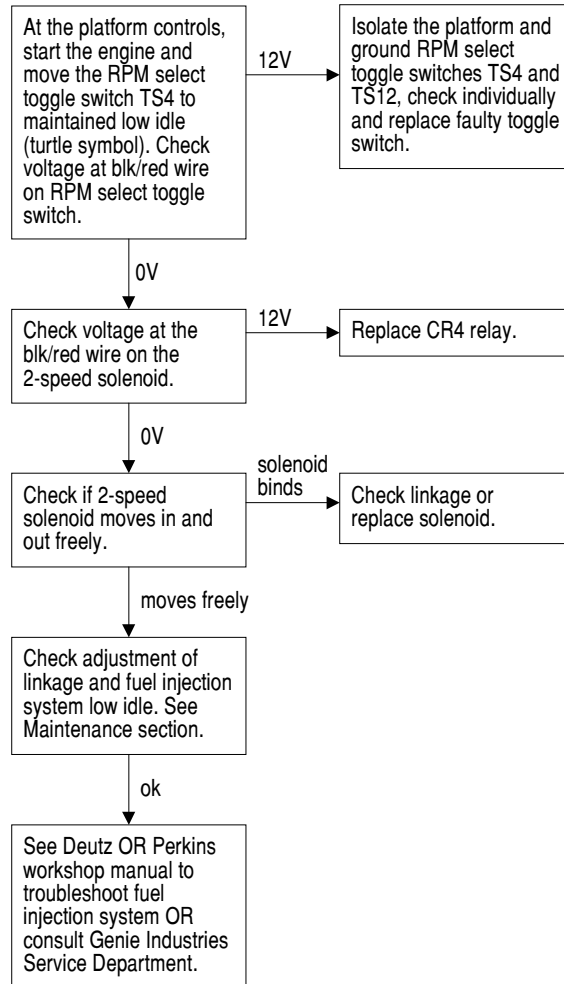 At the platform controls,
start the engine and
move the RPM select
toggle switch TS4 to
maintained low idle
(turtle symbol). Check
voltage at blk/red wire
on RPM select toggle
switch.
12V
Isolate the platform and
ground RPM select
toggle switches TS4 and
TS12, check individually
and replace faulty toggle
switch.
0V
Check voltage at the
blk/red wire on the
2-speed solenoid.
12V
Replace CR4 relay.
0V
Check if 2-speed
solenoid moves in and
out freely.
solenoid
binds
Check linkage or
replace solenoid.
moves freely
Check adjustment of
linkage and fuel injection
system low idle. See
Maintenance section.
ok
See Deutz OR Perkins
workshop manual to
troubleshoot fuel
injection system OR
consult Genie Industries
Service Department.